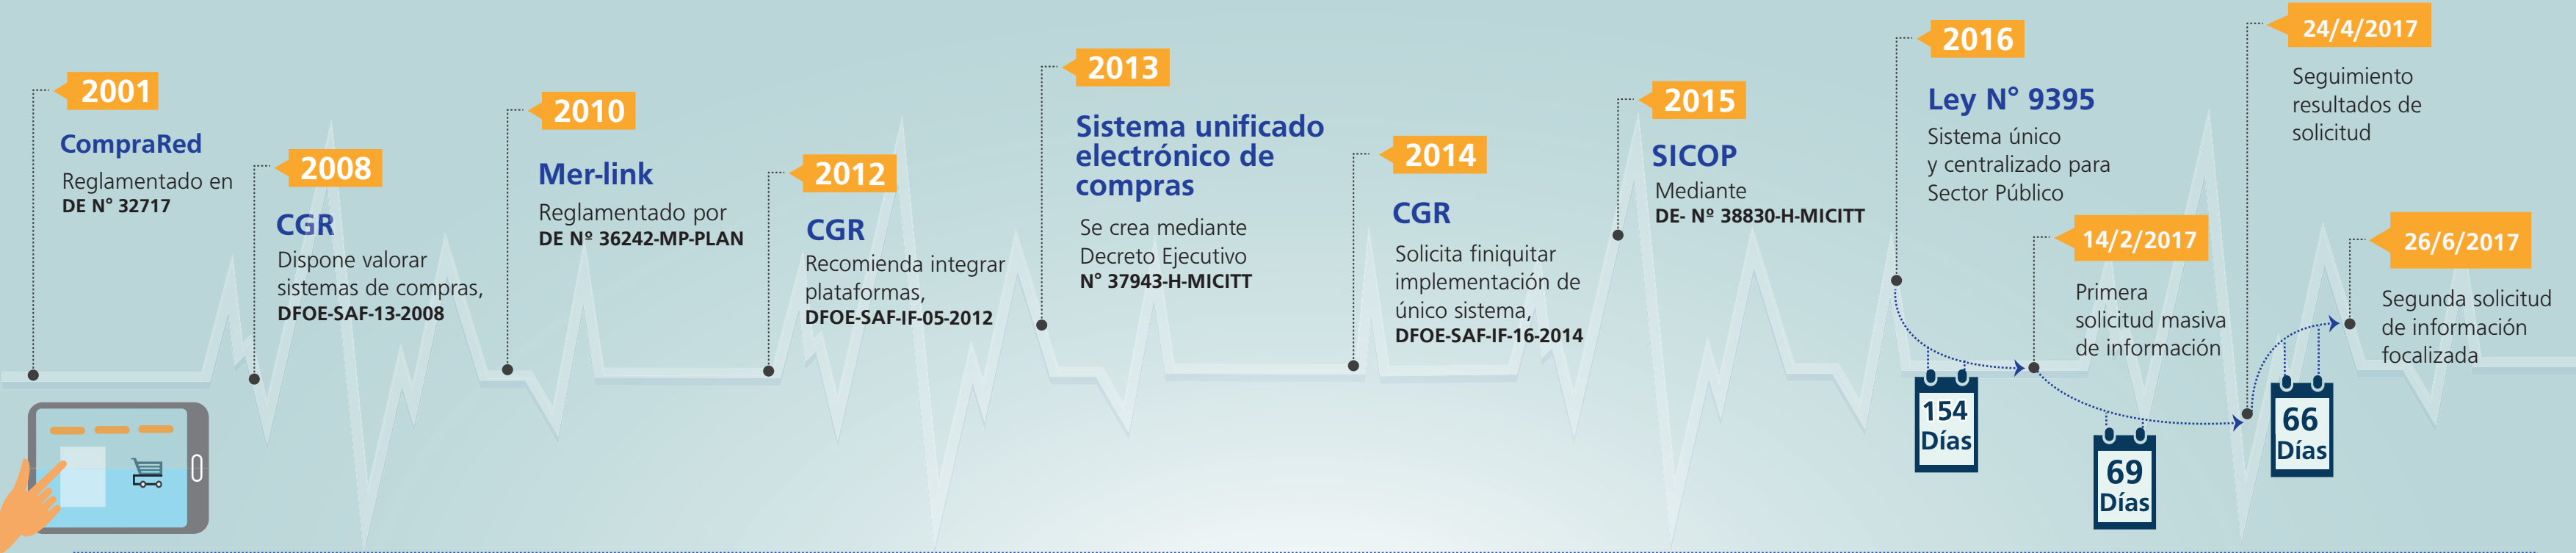 2001
CompraRed
Reglamentado en
DE N° 32717
2008
CGR
Dispone valorar
sistemas de compras,
DFOE-SAF-13-2008
2010
Mer-link
Reglamentado por
DE Nº 36242-MP-PLAN
2012
CGR
Recomienda integrar
plataformas,
DFOE-SAF-IF-05-2012
2013
Sistema unificado
electrónico de
compras
Se crea mediante
Decreto Ejecutivo
N° 37943-H-MICITT
2014
CGR
Solicita finiquitar
implementación de
único sistema,
DFOE-SAF-IF-16-2014
2015
SICOP
Mediante
DE- Nº 38830-H-MICITT
2016
Ley N° 9395
Sistema único
y centralizado para
Sector Público
154
Días
14/2/2017
Primera
solicitud masiva
de información
69
Días
24/4/2017
Seguimiento
resultados de
solicitud
66
Días
26/6/2017
Segunda solicitud
de información
focalizada